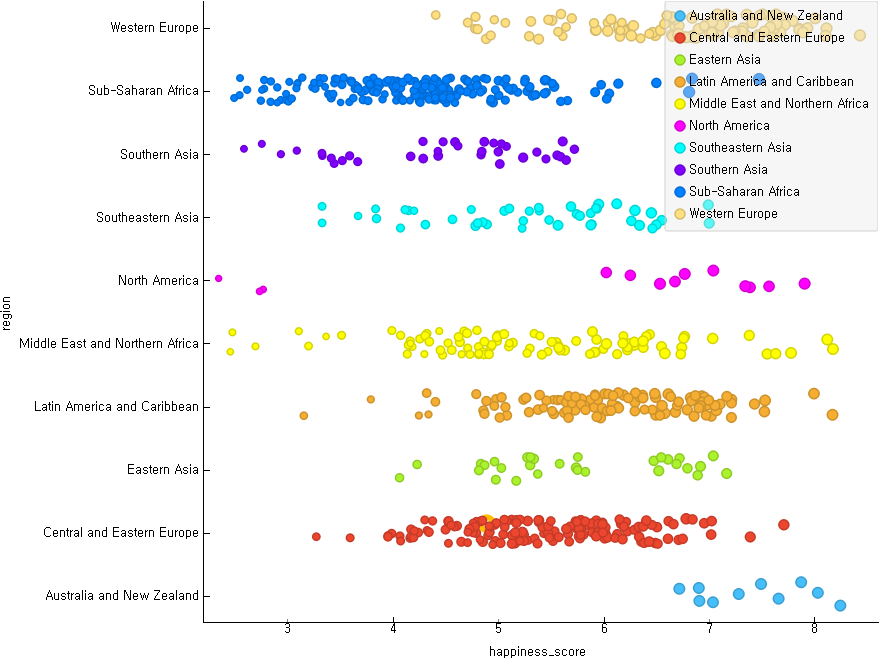 Western Europe
Sub-Saharan Africa
Southern Asia
Southeastern Asia
North America
Middle East and Northern Africa
Latin America and Caribbean
Eastern Asia
Central and Eastern Europe
Australia and New Zealand
region
3 4 5 6 7 8
happiness_score
Australia and New Zealand
Central and Eastern Europe
Eastern Asia
Latin America and Caribbean
Middle East and Northern Africa
North America
Southeastern Asia
Southern Asia
Sub-Saharan Africa
Western Europe